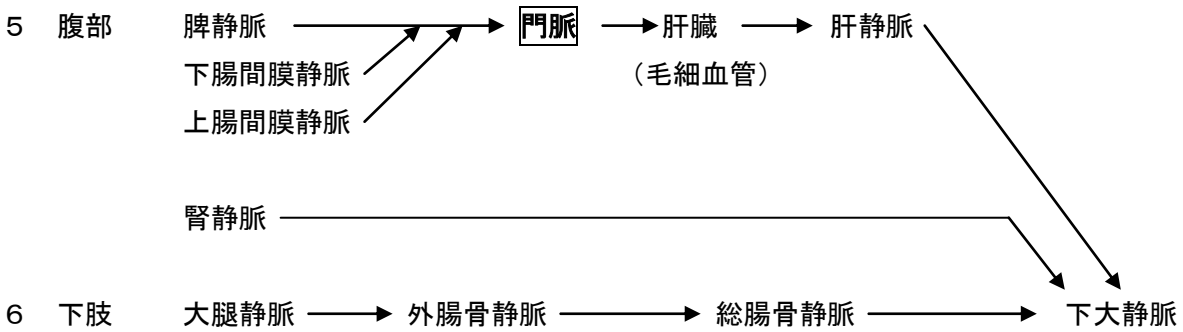 ５　腹部　脾静脈　門脈　肝臓　肝静脈
下腸間膜静脈　（毛細血管）
上腸間膜静脈
腎静脈
６　下肢　大腿静脈　外腸骨静脈　総腸骨静脈　下大静脈